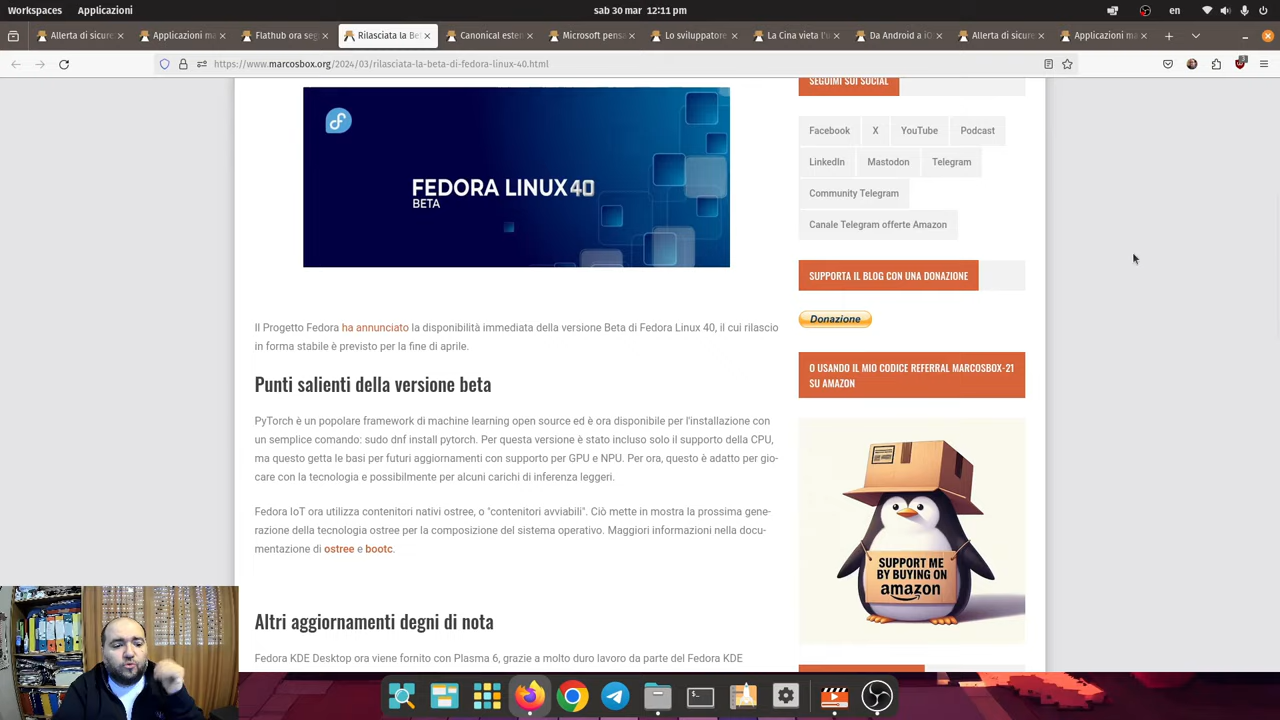 Workspaces
Applicazioni
sab 30 mar 12:11 pm
en
Allerta di sicure
Applicazioni ma
Flathub ora seg
Rilasciata la Be
Canonical esten
Microsoft pensa
Lo sviluppatore
La Cina vieta l'u
Da Android a iO
Allerta di sicure
Applicazioni ma
https://www.marcosbox.org/2024/03/rilasciata-la-beta-di-fedora-linux-40.html
FEDORA LINUX 40
BETA
Il Progetto Fedora ha annunciato la disponibilità immediata della versione Beta di Fedora Linux 40, il cui rilascio
in forma stabile è previsto per la fine di aprile.
Punti salienti della versione beta
PyTorch è un popolare framework di machine learning open source ed è ora disponibile per l'installazione con
un semplice comando: sudo dnf install pytorch. Per questa versione è stato incluso solo il supporto della CPU,
ma questo getta le basi per futuri aggiornamenti con supporto per GPU e NPU. Per ora, questo è adatto per gio-
care con la tecnologia e possibilmente per alcuni carichi di inferenza leggeri.
Fedora IoT ora utilizza contenitori nativi ostree, o "contenitori avviabili". Ciò mette in mostra la prossima gene-
razione della tecnologia ostree per la composizione del sistema operativo. Maggiori informazioni nella docu-
mentazione di ostree e bootc.
Altri aggiornamenti degni di nota
Fedora KDE Desktop ora viene fornito con Plasma 6, grazie a molto duro lavoro da parte del Fedora KDE
SEGUIMI SUI SOCIAL
Facebook
X
YouTube
Podcast
LinkedIn
Mastodon
Telegram
Community Telegram
Canale Telegram offerte Amazon
SUPPORTA IL BLOG CON UNA DONAZIONE
Donazione
O USANDO IL MIO CODICE REFERRAL MARCOSBOX-21
SU AMAZON
SUPPORT ME
BY BUYING ON
amazon